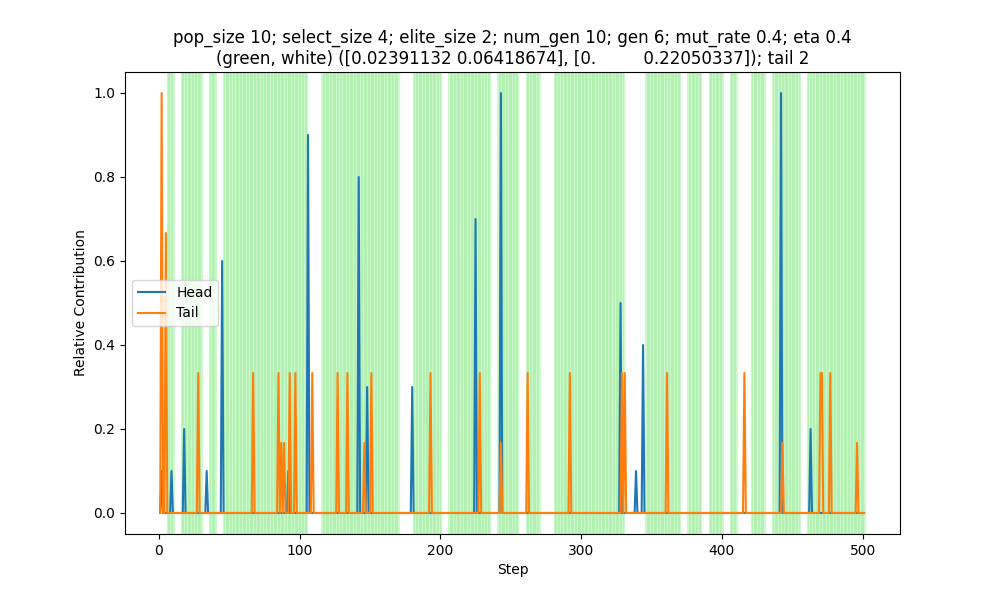 pop_size 10; select_size 4; elite_size 2; num_gen 10; gen 6; mut_rate 0.4; eta 0.4
(green, white) ([0.02391132 0.06418674], [0.         0.22050337]); tail 2
1.0
0.8
0.6
0.4
0.2
0.0
Relative Contribution
Head
Tail
0
100
200
300
400
500
Step